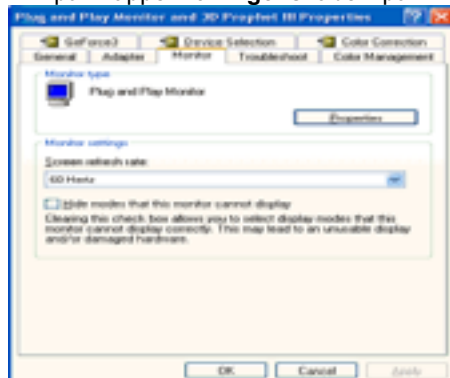 Plug and Play Monitor and 3D Prophet III Properties
GeForce3 Device Selection Color Correction
General Adapter Monitor Troubleshoot Color Management
Monitor type
Plug and Play Monitor
Properties
Monitor settings
Screen refresh rate:
60 Hertz
Hide modes that this monitor cannot display
Clearing this check box allows you to select display modes that this
monitor cannot display correctly. This may lead to an unusable display
and/or damaged hardware.
OK Cancel Apply